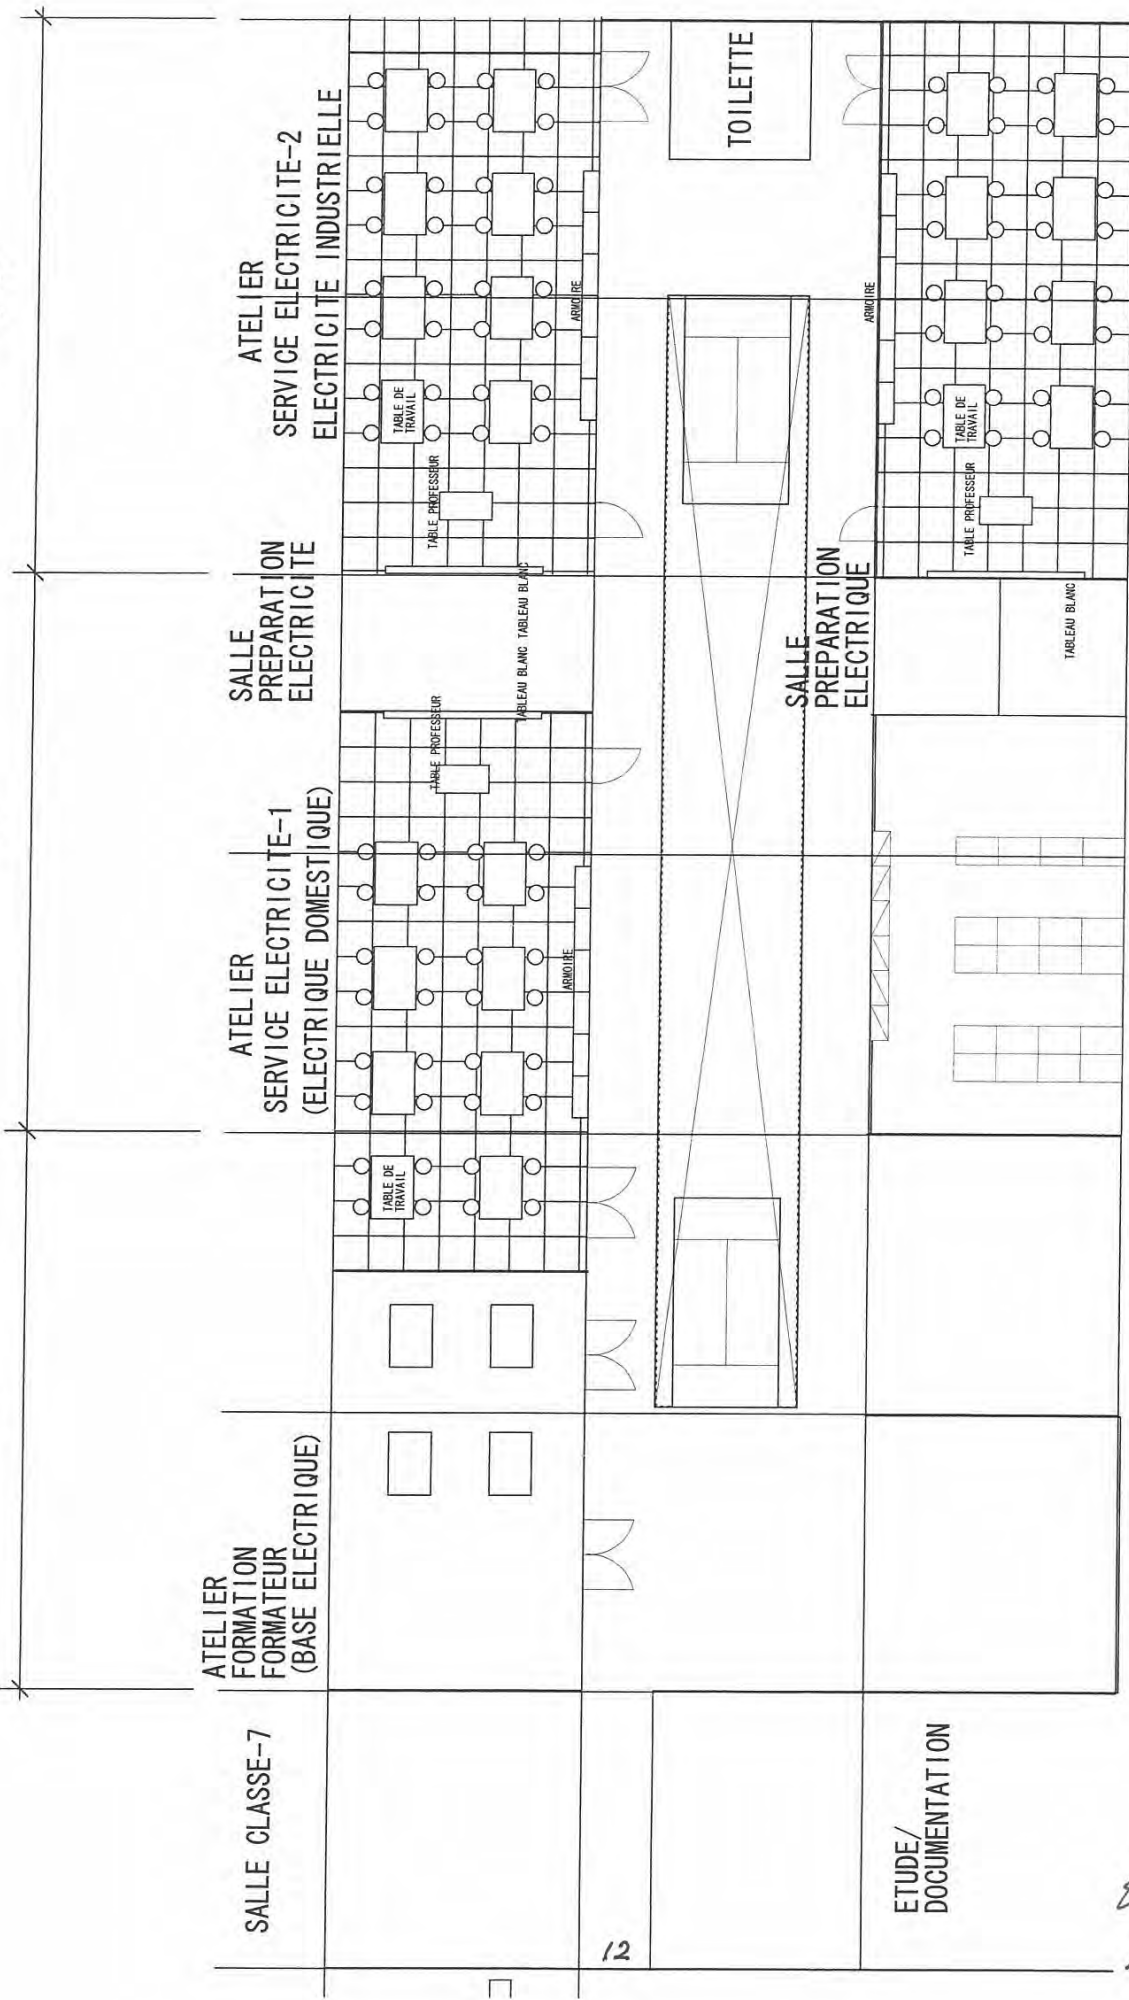 TOILETTE
ATELIER
SERVICE ELECTRICITE-2
ELECTRICITE INDUSTRIELLE
ARMOIRE
ARMOIRE
TABLE DE
TRAVAIL
TABLE DE
TRAVAIL
TABLE PROFESSEUR
TABLE PROFESSEUR
SALLE
PREPARATION
ELECTRICITE
TABLEAU BLANC
TABLEAU BLANC
SALLE
PREPARATION
ELECTRIQUE
TABLEAU BLANC
TABLE PROFESSEUR
ATELIER
SERVICE ELECTRICITE-1
(ELECTRIQUE DOMESTIQUE)
ARMOIRE
TABLE DE
TRAVAIL
ATELIER
FORMATION
FORMATEUR
(BASE ELECTRIQUE)
SALLE CLASSE-7
ETUDE/
DOCUMENTATION
12